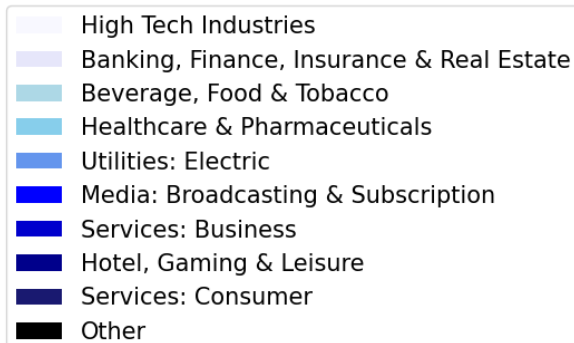 High Tech Industries
Banking, Finance, Insurance & Real Estate
Beverage, Food & Tobacco
Healthcare & Pharmaceuticals
Utilities: Electric
Media: Broadcasting & Subscription
Services: Business
Hotel, Gaming & Leisure
Services: Consumer
Other